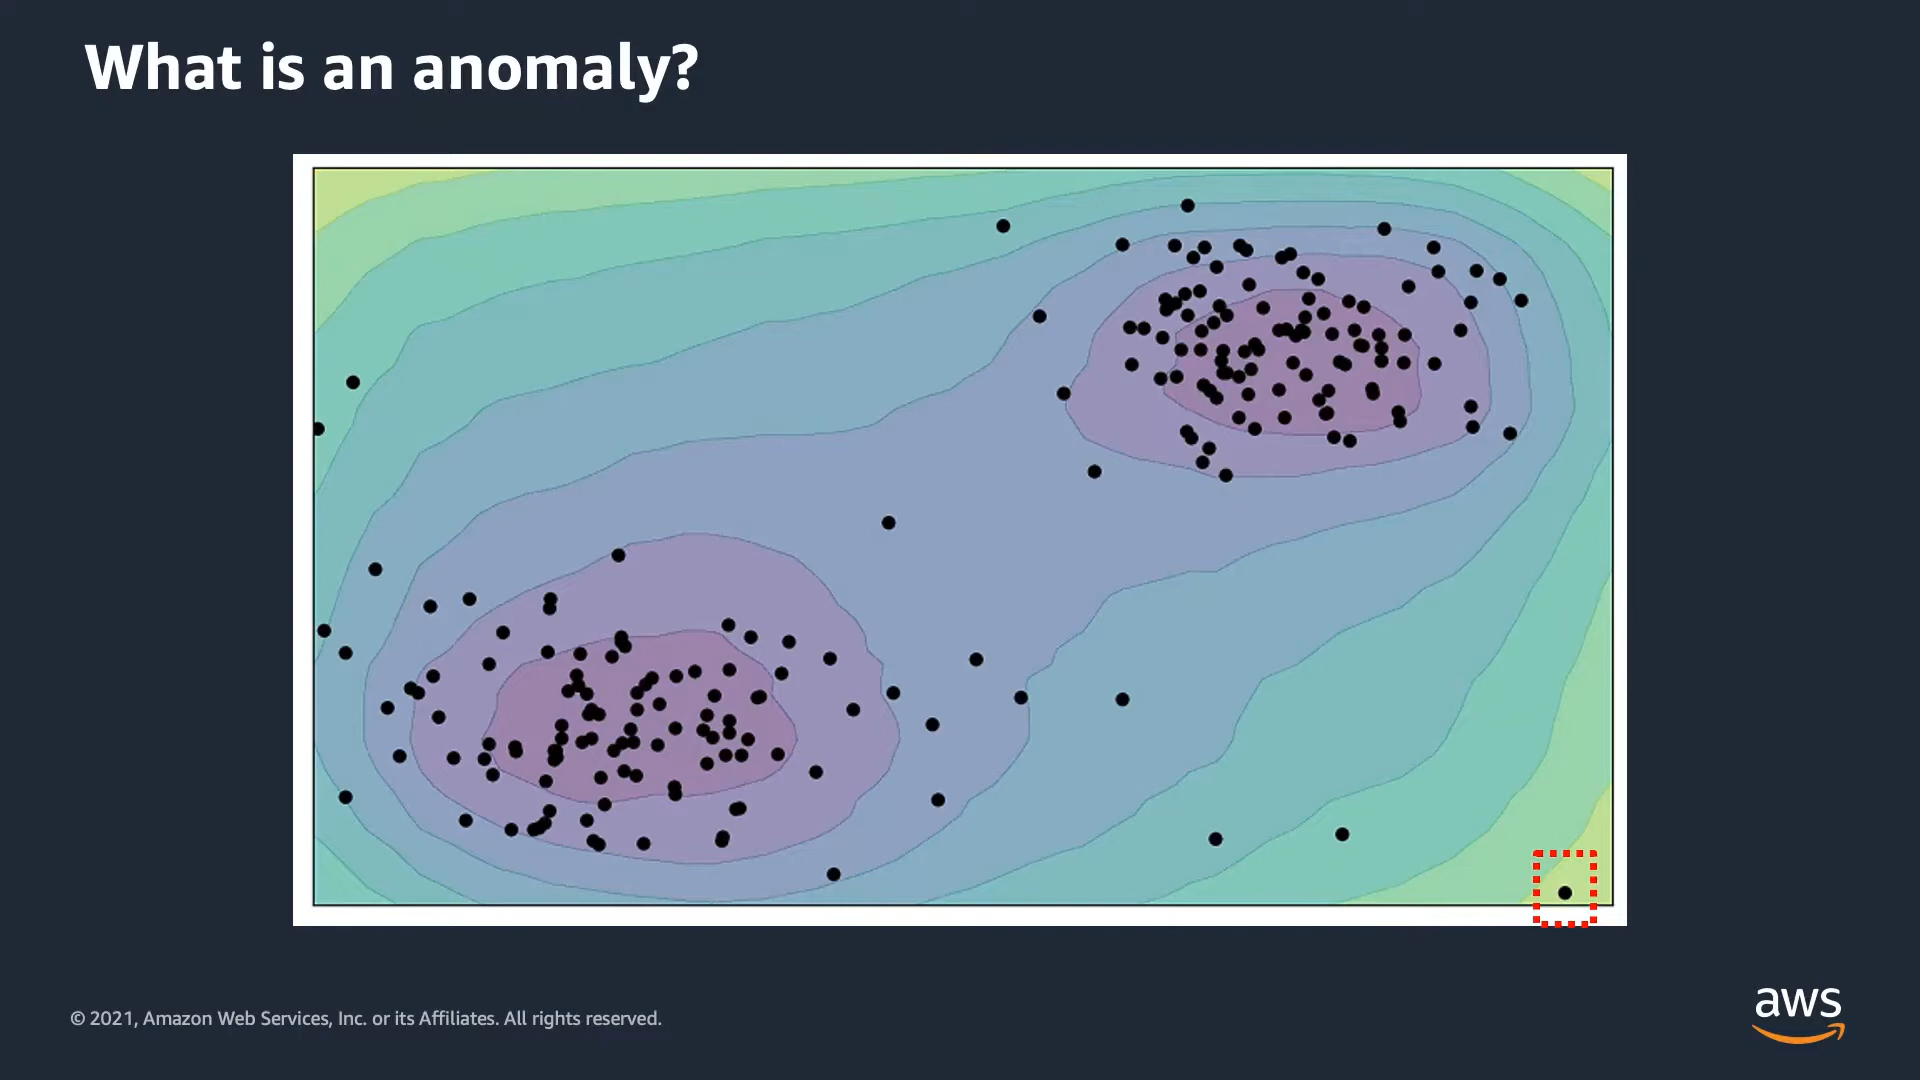 What is an anomaly?
© 2021, Amazon Web Services, Inc. or its Affiliates. All rights reserved.
aws